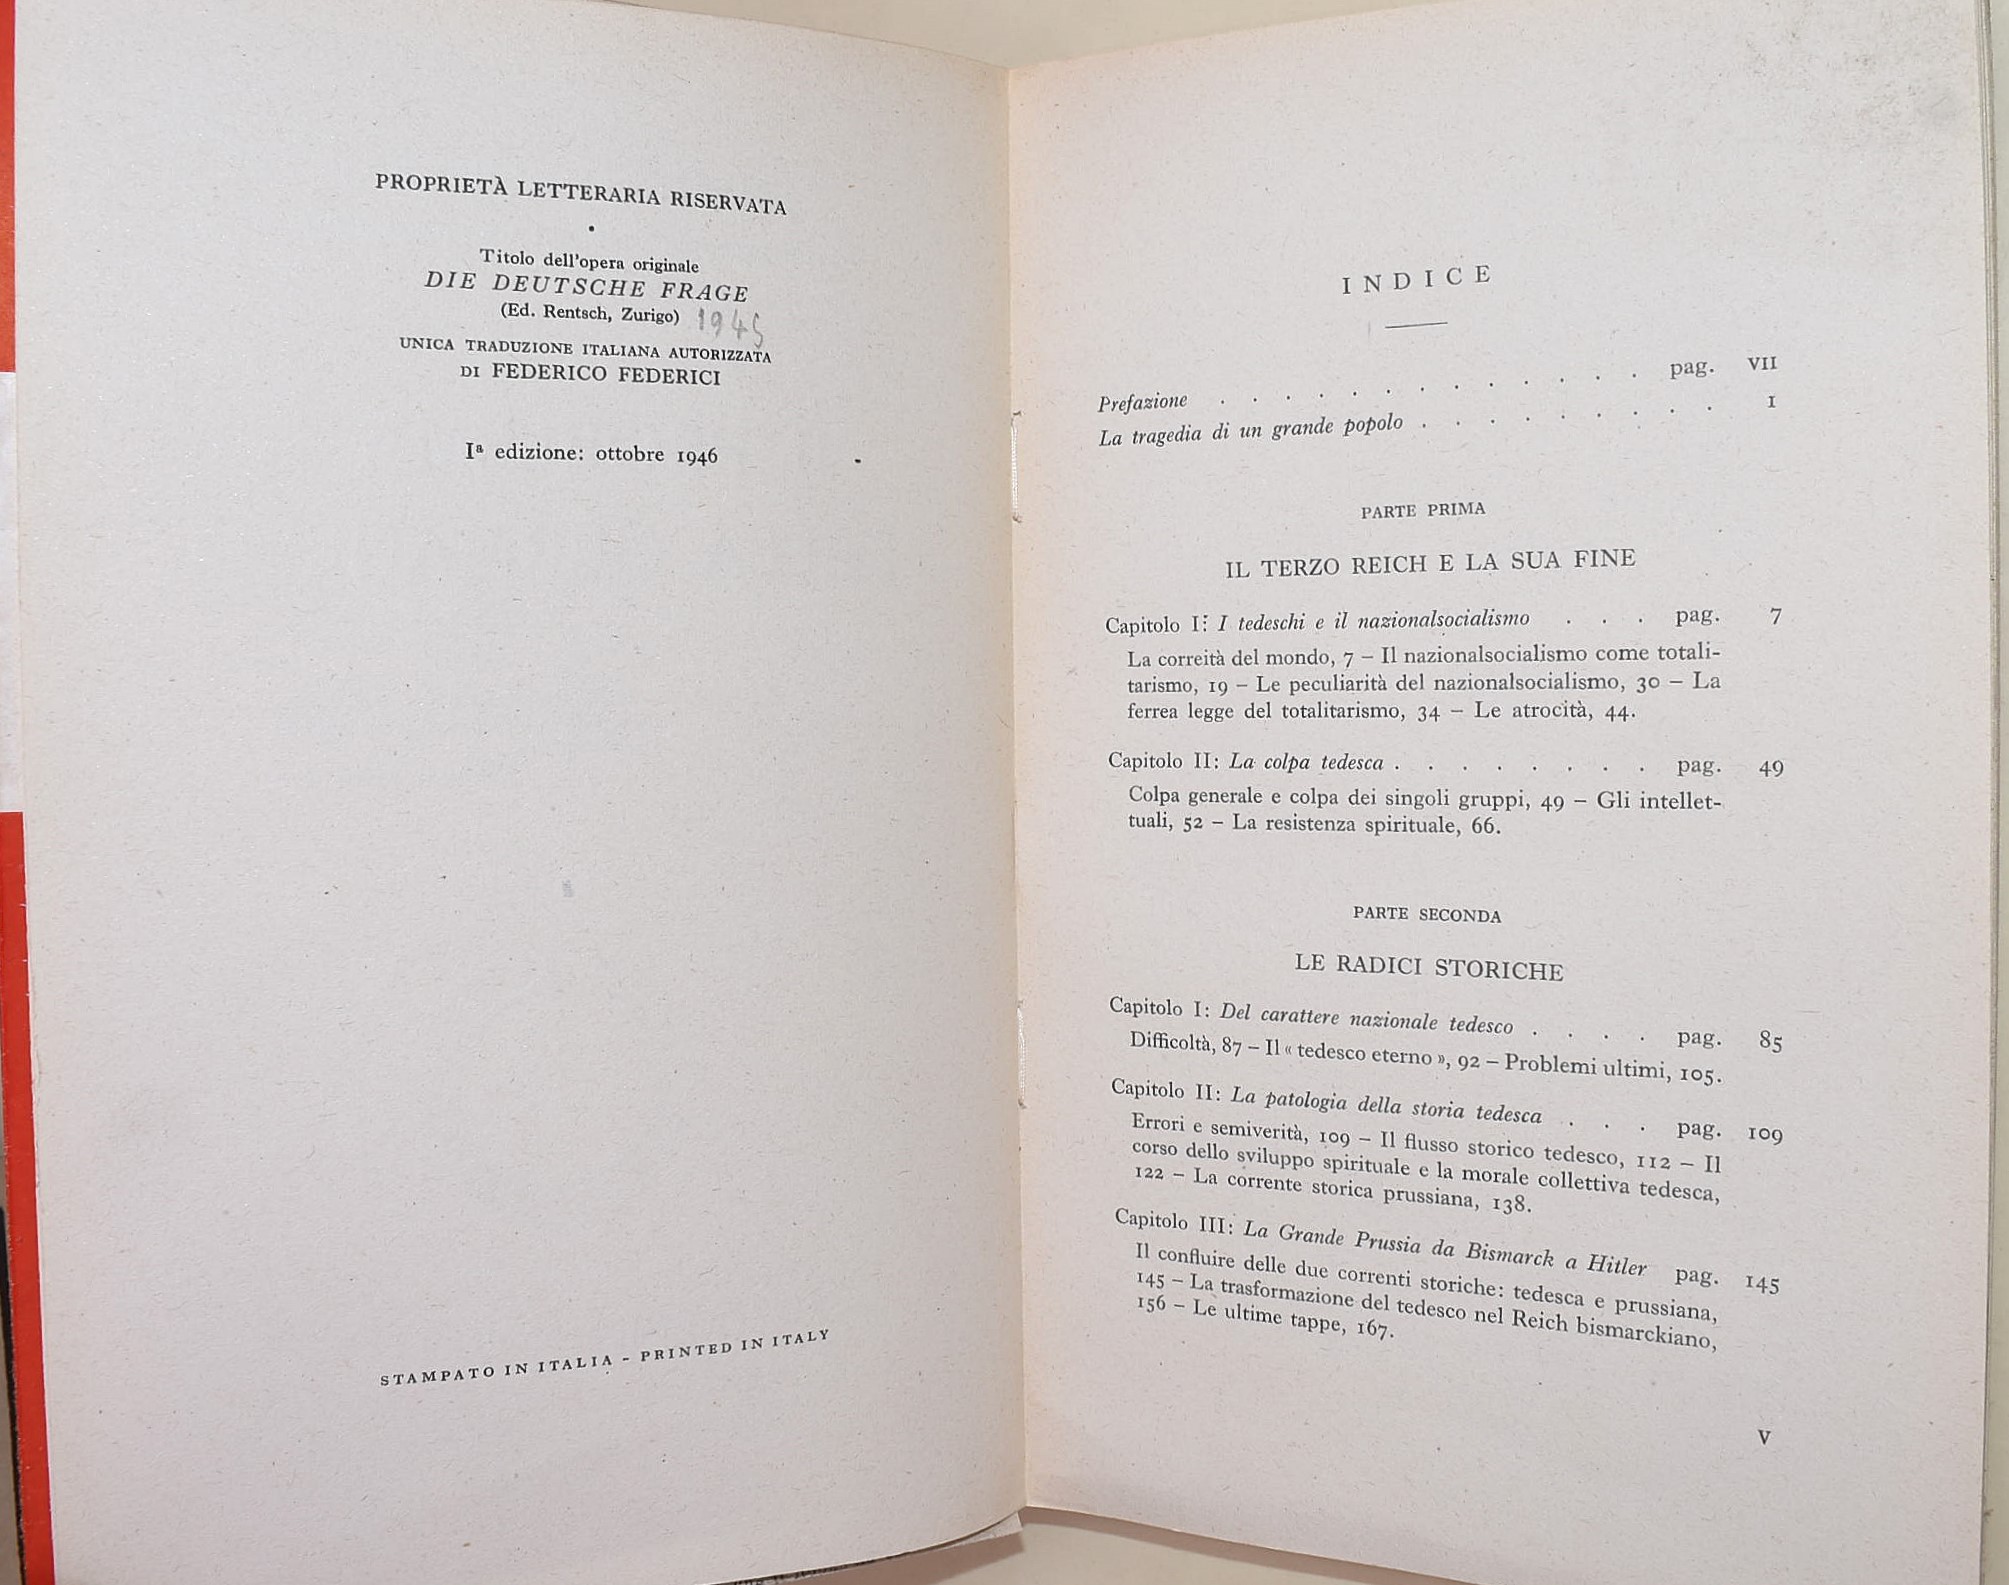 PROPRIETÀ LETTERARIA RISERVATA
•
Titolo dell'opera originale
DIE DEUTSCHE FRAGE
(Ed. Rentsch, Zurigo) 1945
UNICA TRADUZIONE ITALIANA AUTORIZZATA
DI FEDERICO FEDERICI
Iª edizione: ottobre 1946
STAMPATO IN ITALIA - PRINTED IN ITALY
INDICE
Prefazione . . . . . . . . . . . . . pag. VII
La tragedia di un grande popolo . . . . . . . . . I
PARTE PRIMA
IL TERZO REICH E LA SUA FINE
Capitolo I: I tedeschi e il nazionalsocialismo . . . pag. 7
La correità del mondo, 7 – Il nazionalsocialismo come totali-
tarismo, 19 – Le peculiarità del nazionalsocialismo, 30 – La
ferrea legge del totalitarismo, 34 – Le atrocità, 44.
Capitolo II: La colpa tedesca . . . . . . . . pag. 49
Colpa generale e colpa dei singoli gruppi, 49 – Gli intellet-
tuali, 52 – La resistenza spirituale, 66.
PARTE SECONDA
LE RADICI STORICHE
Capitolo I: Del carattere nazionale tedesco . . . . pag. 85
Difficoltà, 87 – Il « tedesco eterno », 92 – Problemi ultimi, 105.
Capitolo II: La patologia della storia tedesca . . . pag. 109
Errori e semiverità, 109 – Il flusso storico tedesco, 112 – Il
corso dello sviluppo spirituale e la morale collettiva tedesca,
122 – La corrente storica prussiana, 138.
Capitolo III: La Grande Prussia da Bismarck a Hitler pag. 145
Il confluire delle due correnti storiche: tedesca e prussiana,
145 – La trasformazione del tedesco nel Reich bismarckiano,
156 – Le ultime tappe, 167.
V